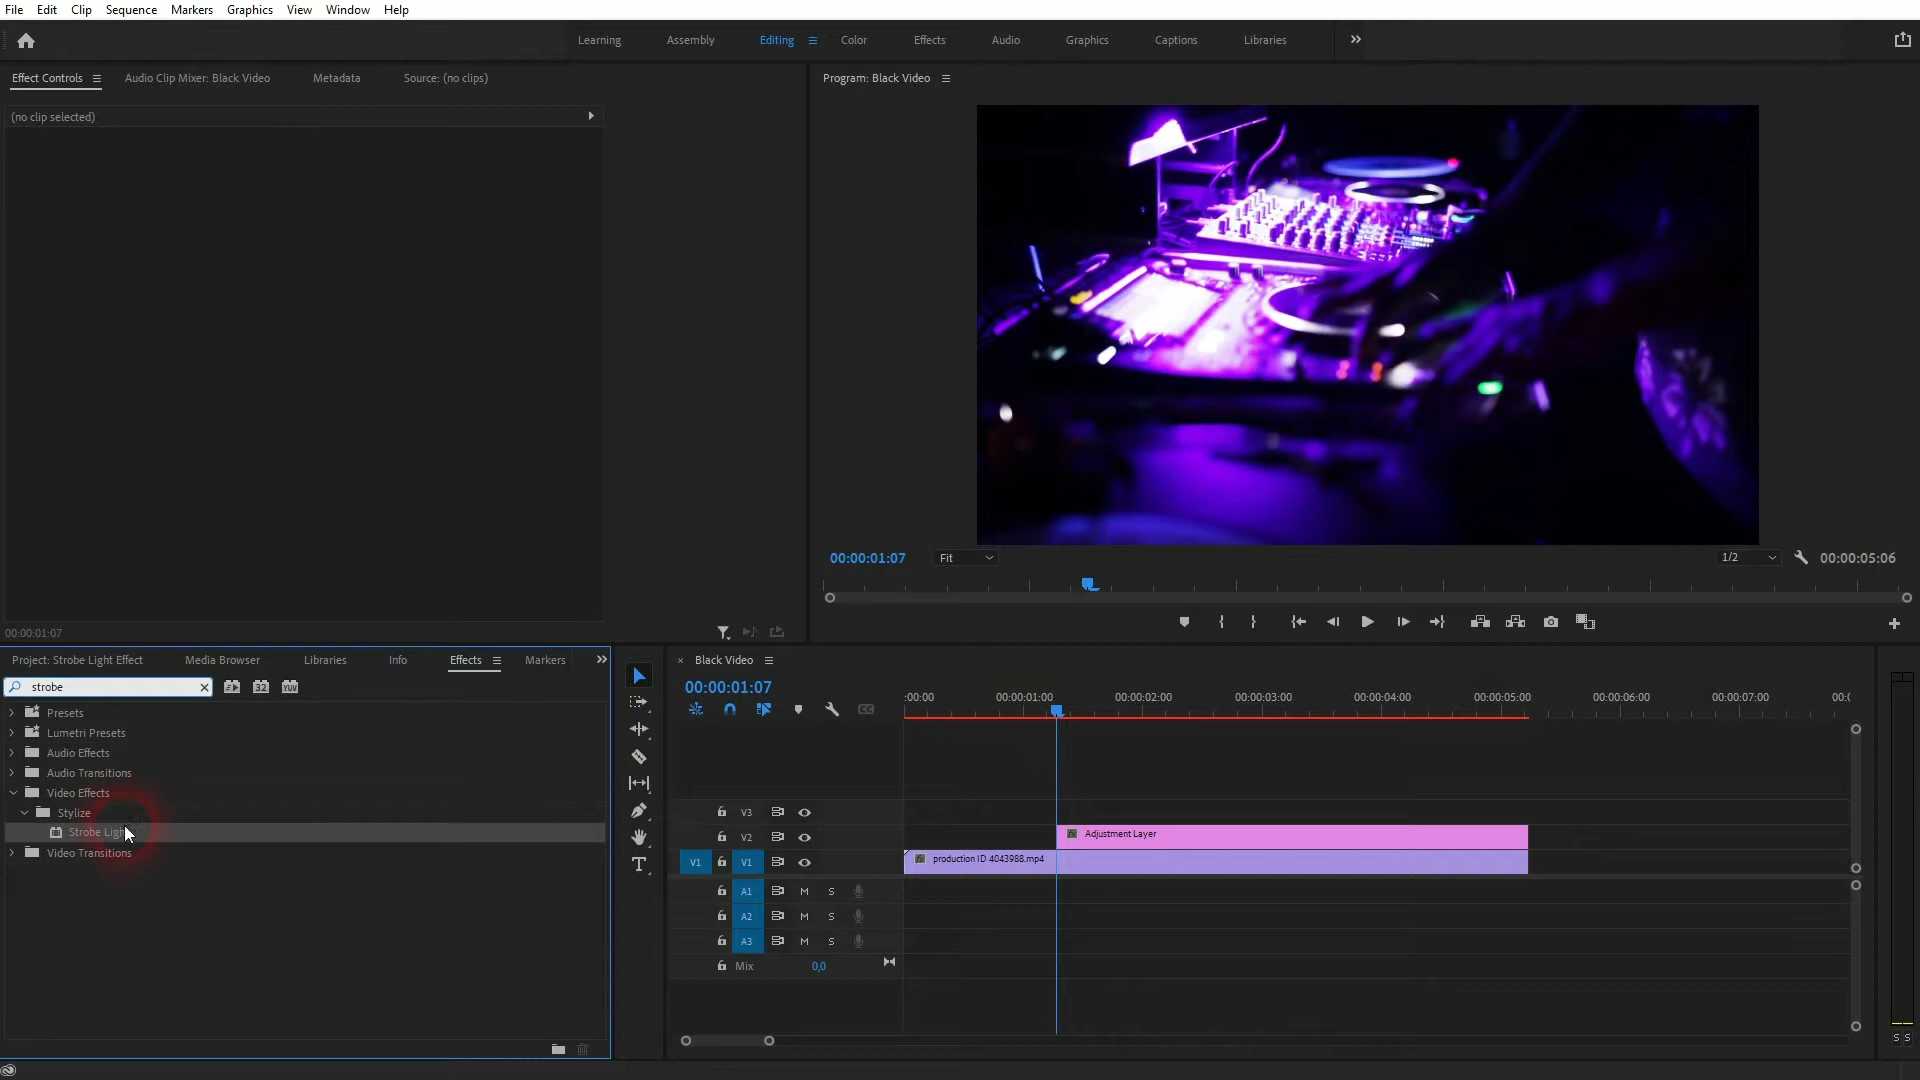 File Edit Clip Sequence Markers Graphics View Window Help
Learning Assembly Editing Color Effects Audio Graphics Captions Libraries
Effect Controls Audio Clip Mixer: Black Video Metadata Source: (no clips)
Program: Black Video
(no clip selected)
00:00:01:07 Fit 1/2 00:00:05:06
00:00:01:07
Project: Strobe Light Effect Media Browser Libraries Info Effects Markers
Black Video
strobe
32 YUV
00:00:01:07
:00:00 00:00:01:00 00:00:02:00 00:00:03:00 00:00:04:00 00:00:05:00 00:00:06:00 00:00:07:00 00:0
Presets
Lumetri Presets
Audio Effects
Audio Transitions
Video Effects
Stylize
Strobe Light
Video Transitions
V3
V2 Adjustment Layer
V1 V1 production ID 4043988.mp4
A1 M S
A2 M S
A3 M S
Mix 0,0
S S